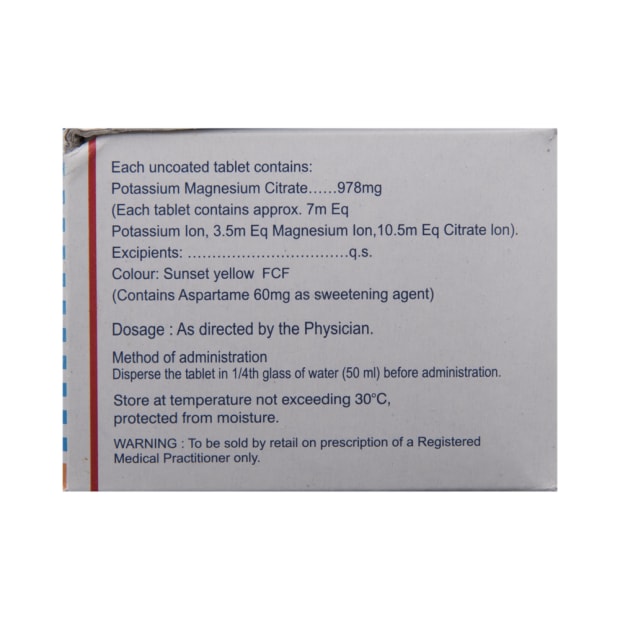 Each uncoated tablet contains:
Potassium Magnesium Citrate......978mg
(Each tablet contains approx. 7m Eq
Potassium Ion, 3.5m Eq Magnesium Ion,10.5m Eq Citrate Ion).
Excipients: ...................................q.s.
Colour: Sunset yellow FCF
(Contains Aspartame 60mg as sweetening agent)
Dosage : As directed by the Physician.
Method of administration
Disperse the tablet in 1/4th glass of water (50 ml) before administration.
Store at temperature not exceeding 30°C,
protected from moisture.
WARNING : To be sold by retail on prescription of a Registered
Medical Practitioner only.